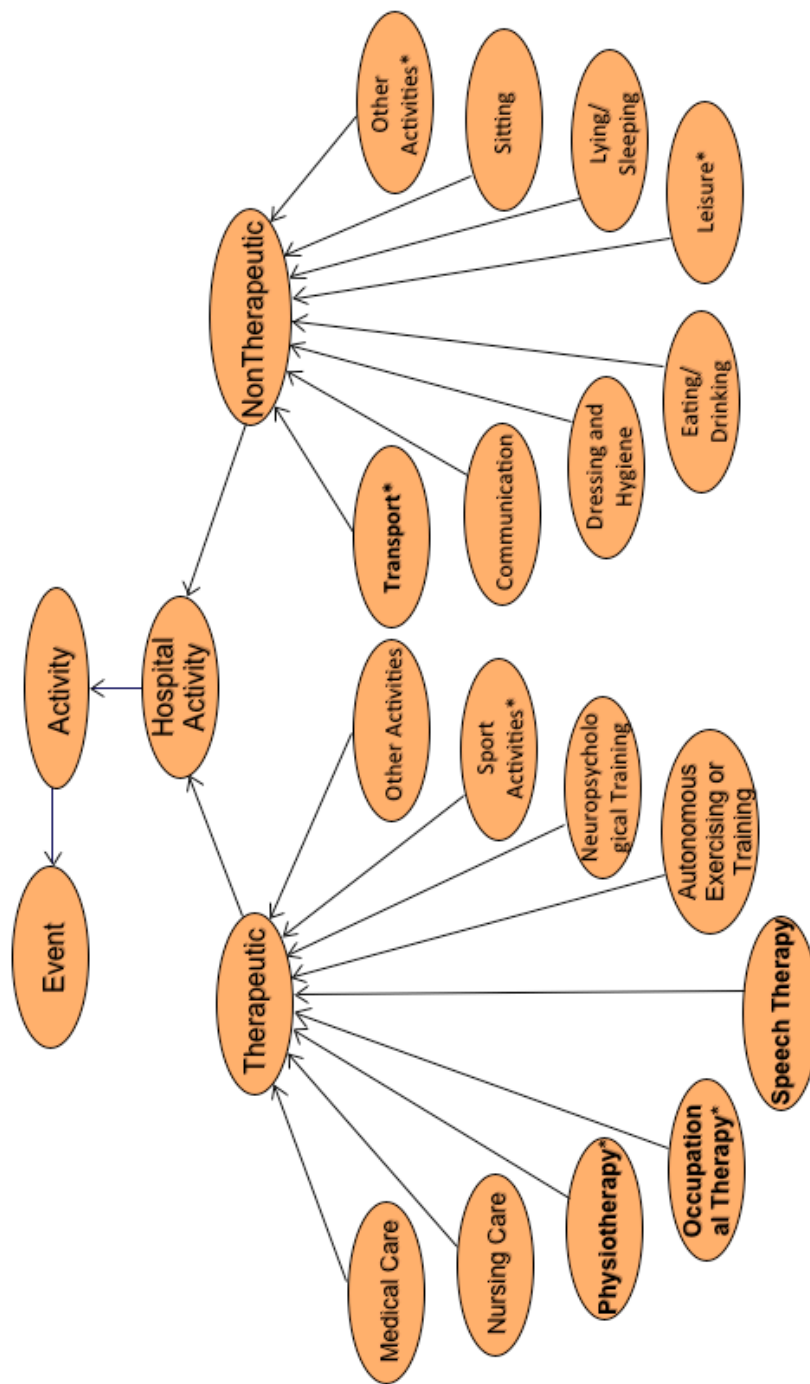 Event
Activity
Hospital
Activity
Therapeutic
NonTherapeutic
Medical Care
Nursing Care
Physiotherapy*
Occupation
al Therapy*
Speech Therapy
Autonomous
Exercising or
Training
Neuropsycholo
gical Training
Sport
Activities*
Other Activities
Transport*
Communication
Dressing and
Hygiene
Eating/
Drinking
Leisure*
Lying/
Sleeping
Sitting
Other
Activities*